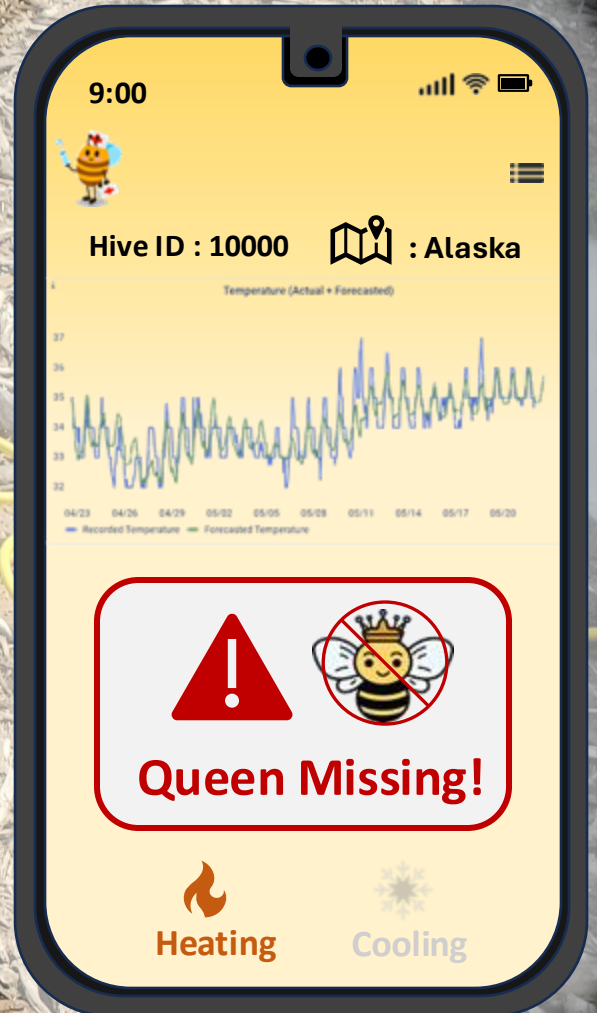 9:00
Hive ID : 10000
: Alaska
Temperature (Actual + Forecasted)
37
36
35
34
33
32
04/23 04/26 04/29 05/02 05/05 05/08 05/11 05/14 05/17 05/20
Recorded Temperature Forecasted Temperature
Queen Missing!
Heating Cooling